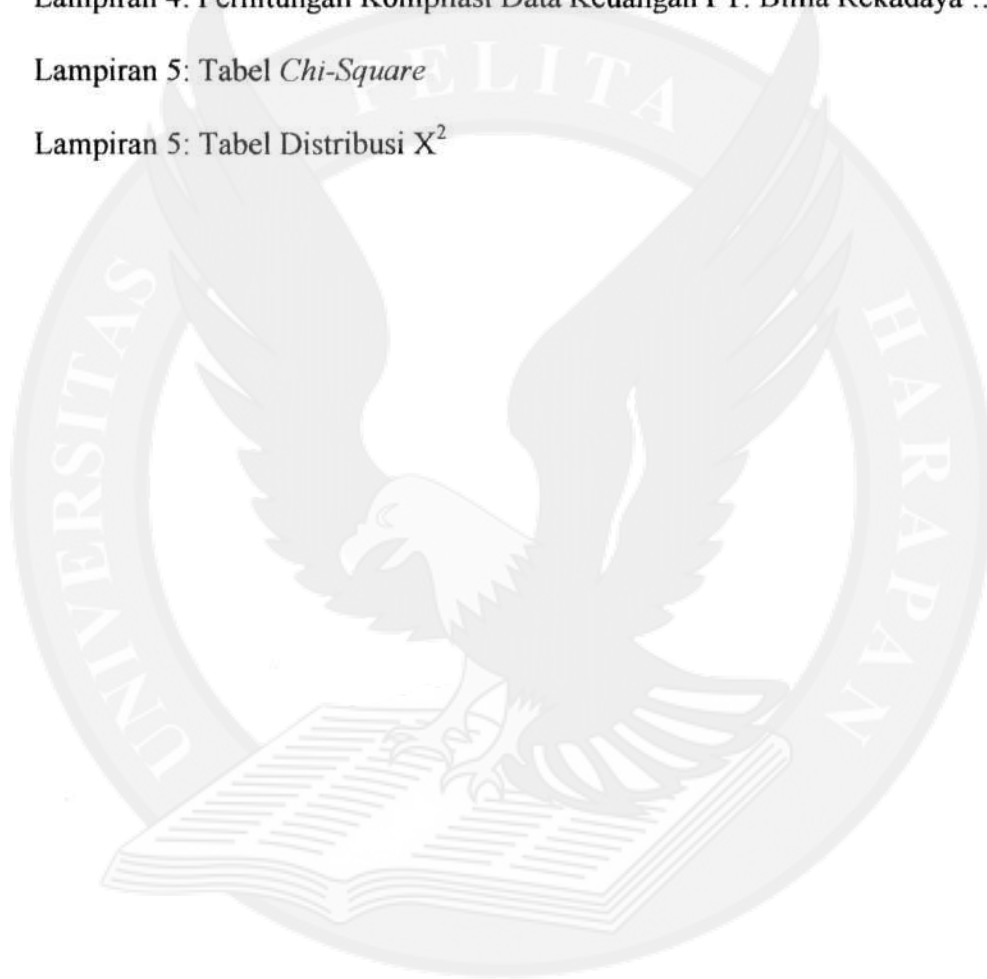 Lampiran 4: Perhitungan Kompilasi Data Keuangan PT. Bima Rekadaya ..
Lampiran 5: Tabel Chi-Square
Lampiran 5: Tabel Distribusi X²
UNIVERSITAS PELITA HARAPAN